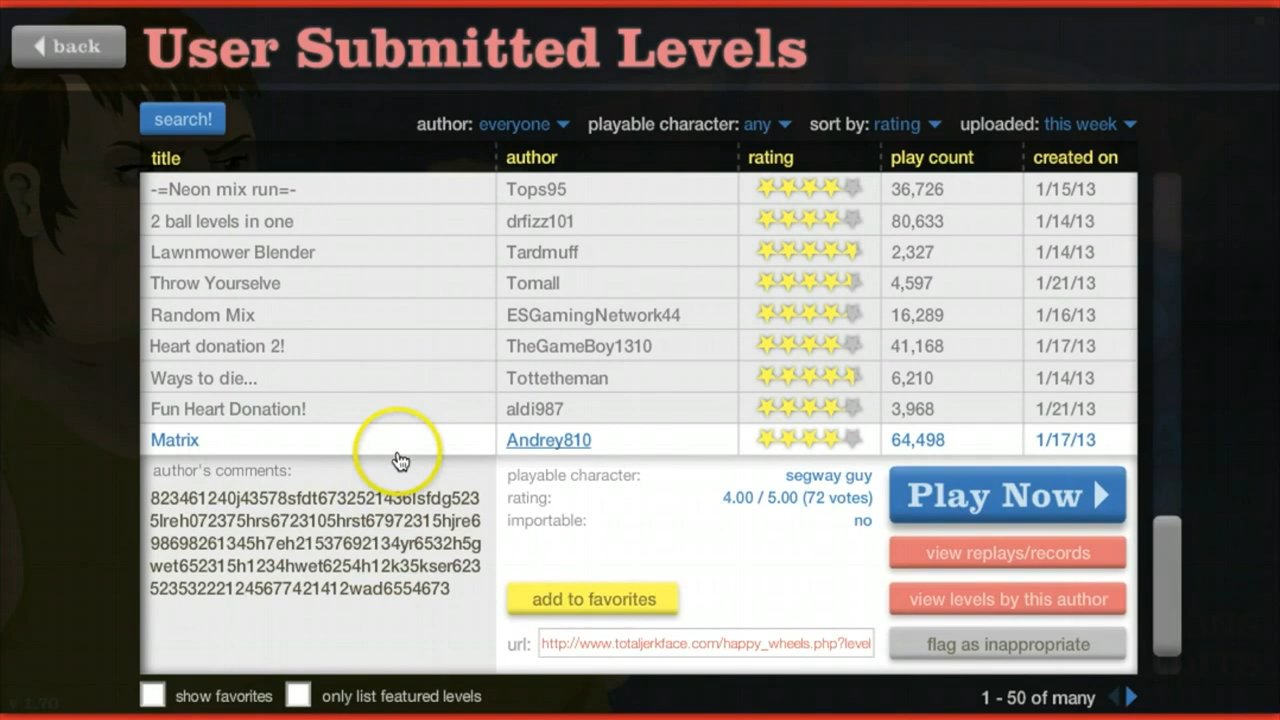 back
User Submitted Levels
search!
author: everyone playable character: any sort by: rating uploaded: this week
title author rating play count created on
-=Neon mix run=- Tops95 36,726 1/15/13
2 ball levels in one drfizz101 80,633 1/14/13
Lawnmower Blender Tardmuff 2,327 1/14/13
Throw Yourselve Tomall 4,597 1/21/13
Random Mix ESGamingNetwork44 16,289 1/16/13
Heart donation 2! TheGameBoy1310 41,168 1/17/13
Ways to die... Tottetheman 6,210 1/14/13
Fun Heart Donation! aldi987 3,968 1/21/13
Matrix Andrey810 64,498 1/17/13
author's comments:
823461240j43578sfdt6732521436lsfdg523
5lreh072375hrs6723105hrst67972315hjre6
98698261345h7eh21537692134yr6532h5g
wet652315h1234hwet6254h12k35kser623
523532221245677421412wad6554673
playable character: segway guy
rating: 4.00 / 5.00 (72 votes)
importable: no
add to favorites
url: http://www.totaljerkface.com/happy_wheels.php?level
Play Now
view replays/records
view levels by this author
flag as inappropriate
show favorites only list featured levels 1 - 50 of many
v 1.70